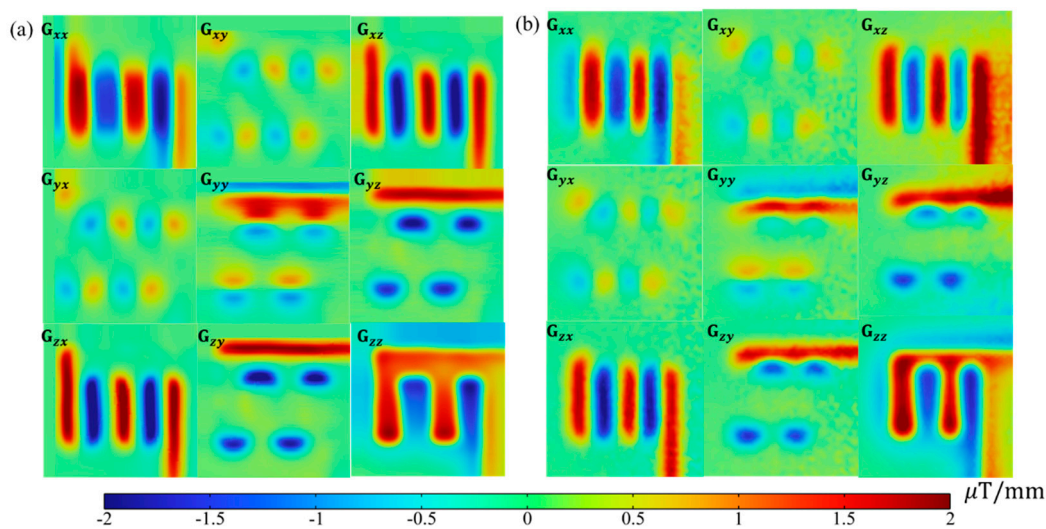 (a) G_xx G_xy G_xz (b) G_xx G_xy G_xz
G_yx G_yy G_yz G_yx G_yy G_yz
G_zx G_zy G_zz G_zx G_zy G_zz
μT/mm
-2 -1.5 -1 -0.5 0 0.5 1 1.5 2